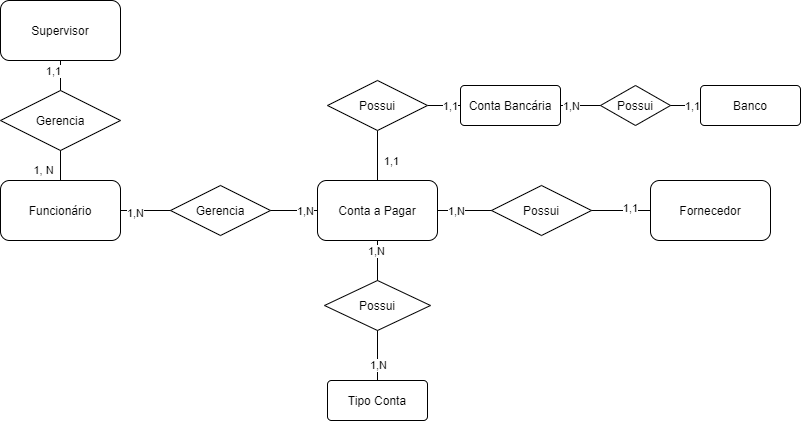 Supervisor
1,1
Gerencia
1, N
Funcionário
1,N
Gerencia
1,N
Conta a Pagar
1,1
Possui
1,1
Conta Bancária
1,N
Possui
1,1
Banco
1,N
Possui
1,1
Fornecedor
1,N
Possui
1,N
Tipo Conta